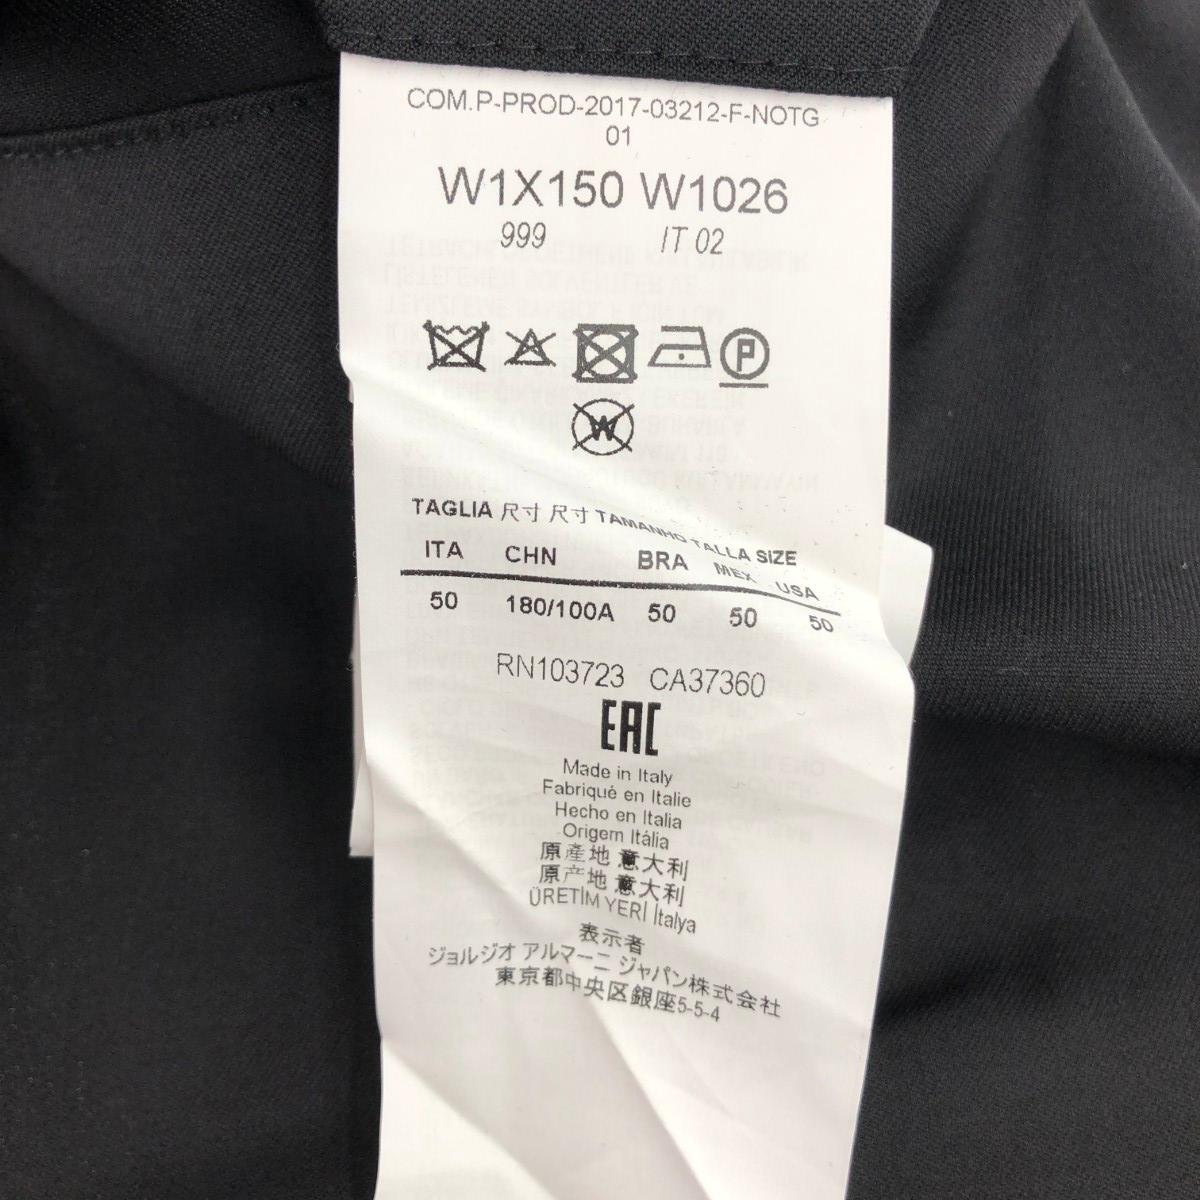 COM.P-PROD-2017-03212-F-NOTG
01
W1X150 W1026
999 IT 02
P
W
TAGLIA 尺寸 尺寸 TAMANHO TALLA SIZE
ITA CHN BRA MEX USA
50 180/100A 50 50 50
RN103723 CA37360
EAC
Made in Italy
Fabriqué en Italie
Hecho en Italia
Origem Itália
原產地 意大利
原产地 意大利
ÜRETİM YERİ İtalya
表示者
ジョルジオ アルマーニ ジャパン株式会社
東京都中央区銀座5-5-4